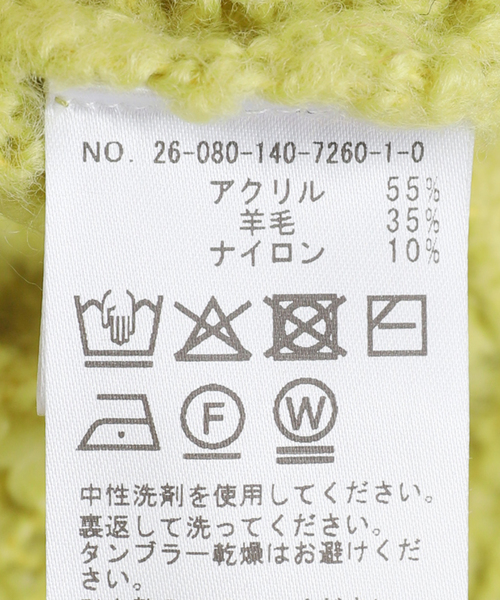 NO. 26-080-140-7260-1-0
アクリル 55%
羊毛 35%
ナイロン 10%
F W
中性洗剤を使用してください。
裏返して洗ってください。
タンブラー乾燥はお避けくだ
さい。